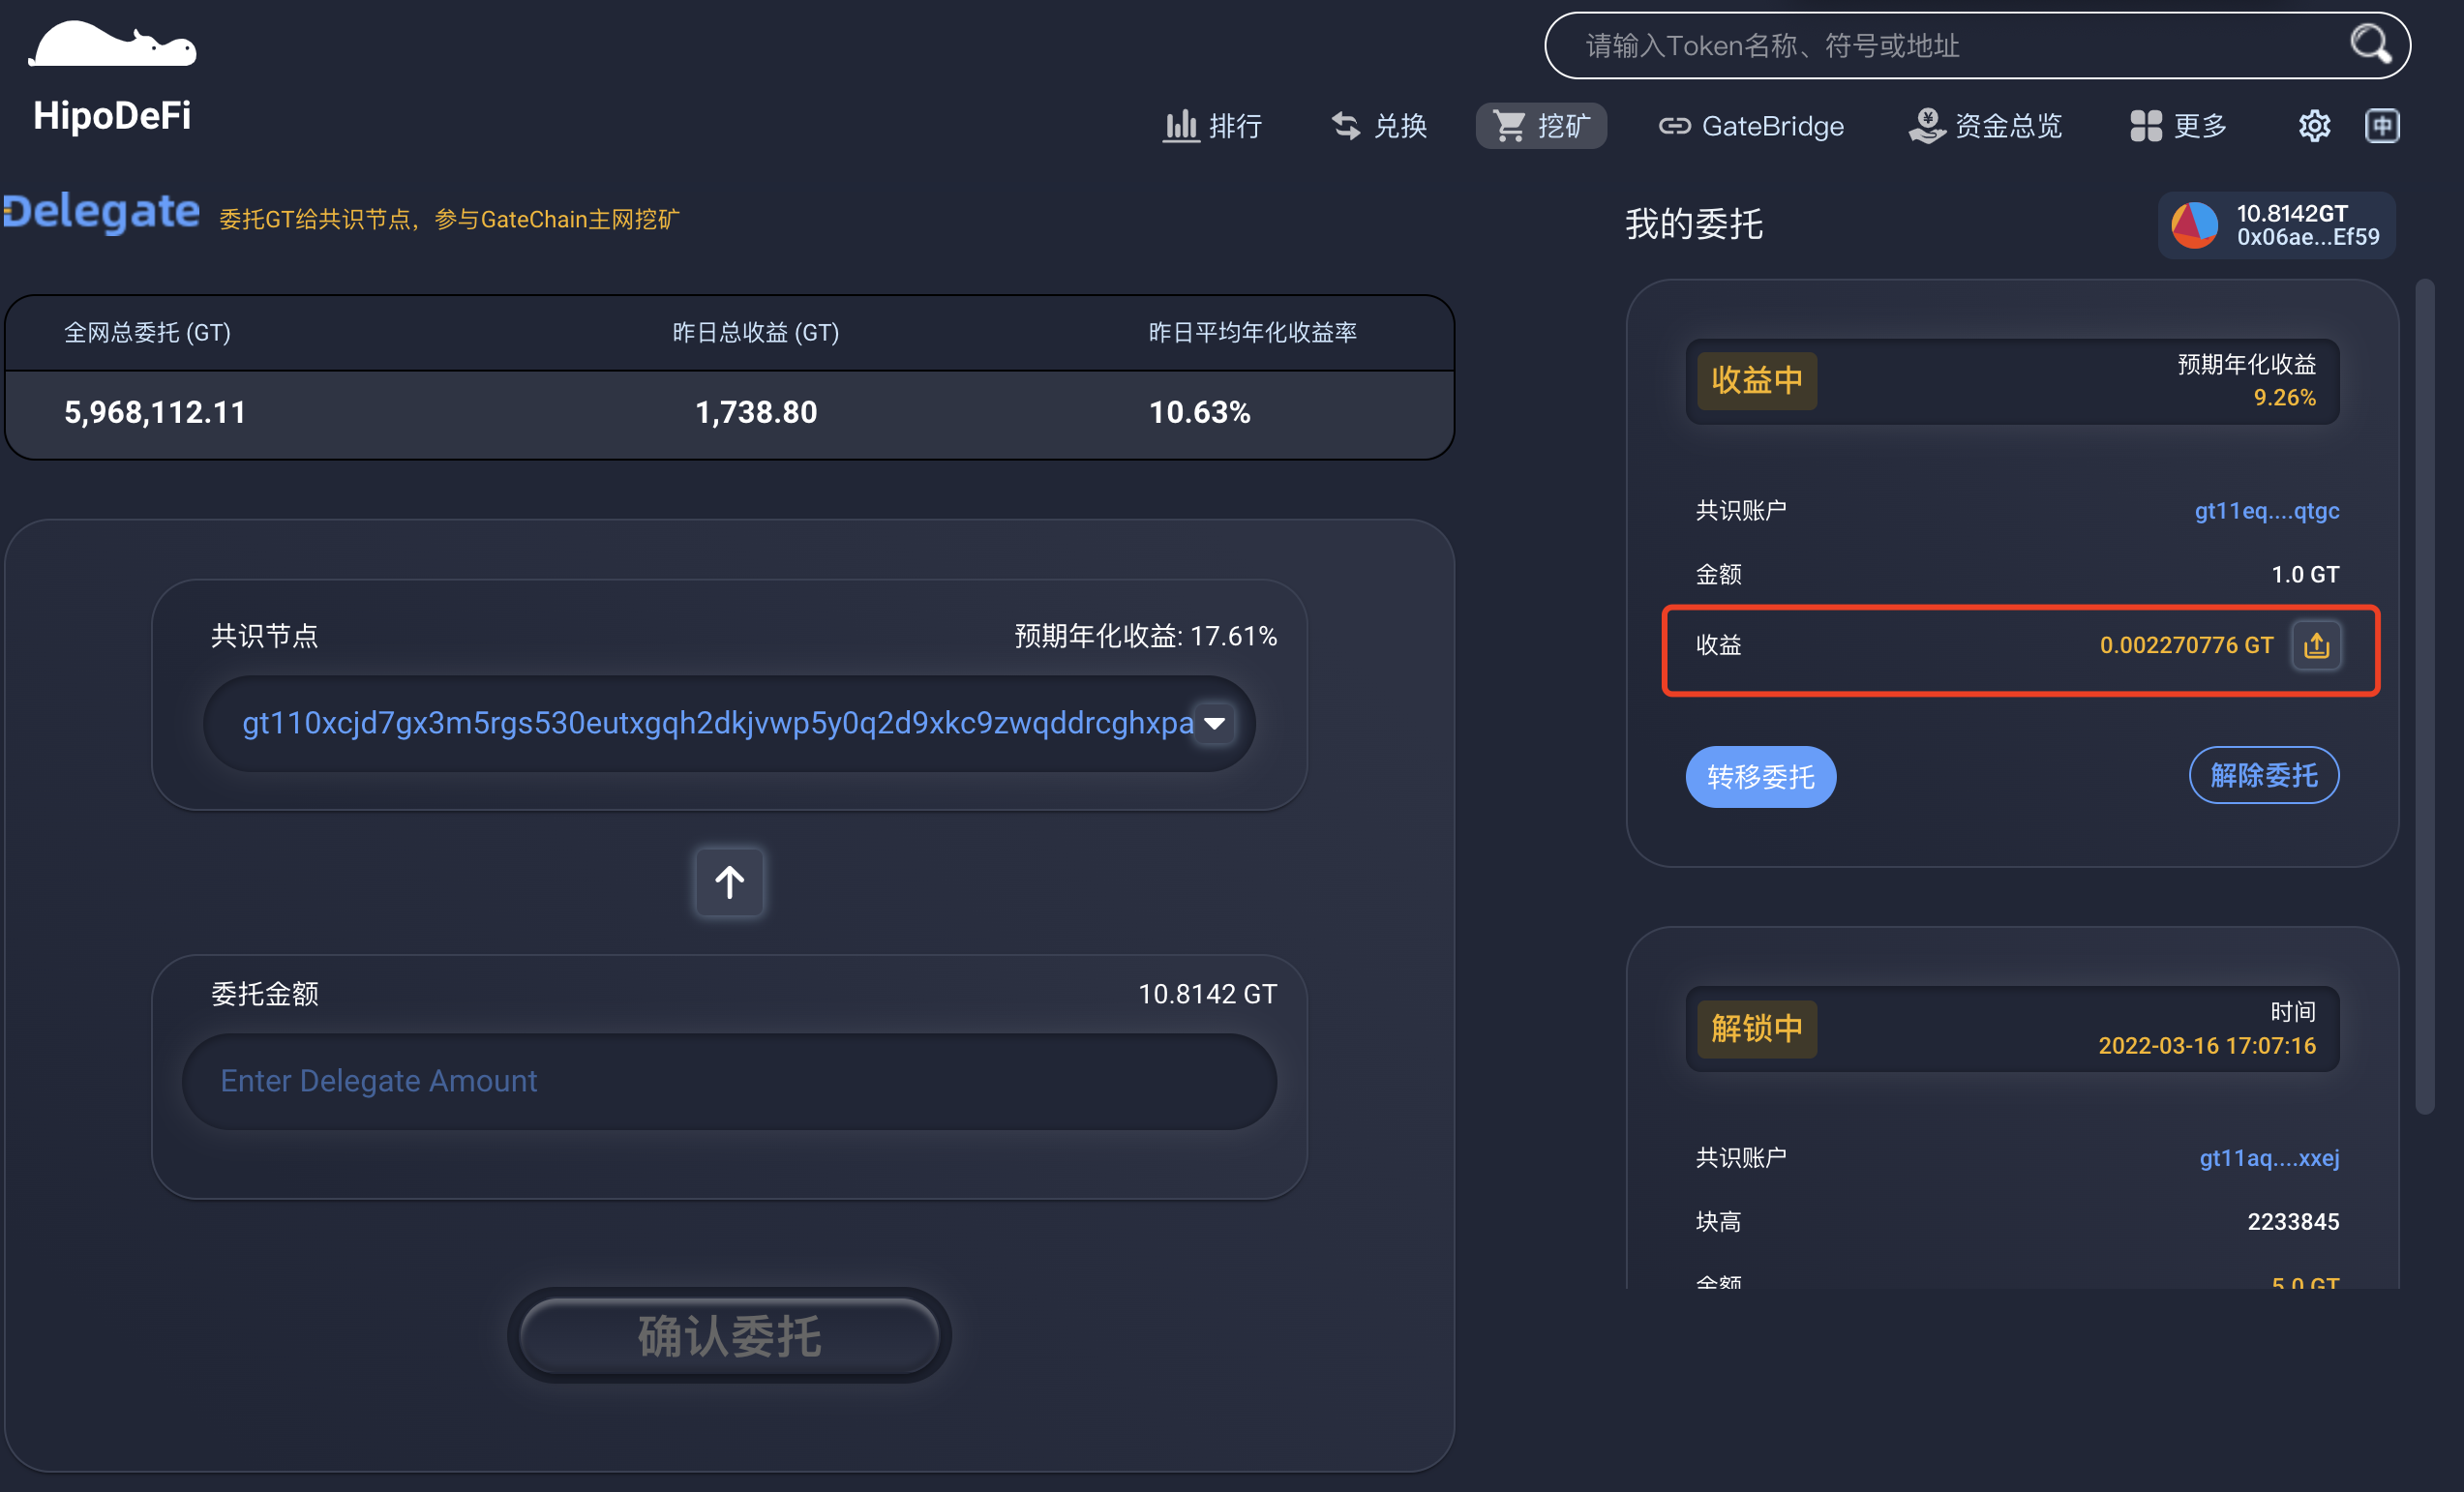 请输入Token名称、符号或地址
HipoDeFi
排行 兑换 挖矿 GateBridge 资金总览 更多 中
Delegate 委托GT给共识节点，参与GateChain主网挖矿
全网总委托 (GT) 昨日总收益 (GT) 昨日平均年化收益率
5,968,112.11 1,738.80 10.63%
共识节点 预期年化收益: 17.61%
gt110xcjd7gx3m5rgs530eutxgqh2dkjvwp5y0q2d9xkc9zwqddrcghxpa
委托金额 10.8142 GT
Enter Delegate Amount
确认委托
我的委托
10.8142GT
0x06ae...Ef59
收益中
预期年化收益
9.26%
共识账户 gt11eq....qtgc
金额 1.0 GT
收益 0.002270776 GT
转移委托 解除委托
解锁中
时间
2022-03-16 17:07:16
共识账户 gt11aq....xxej
块高 2233845
金额 5.0 GT